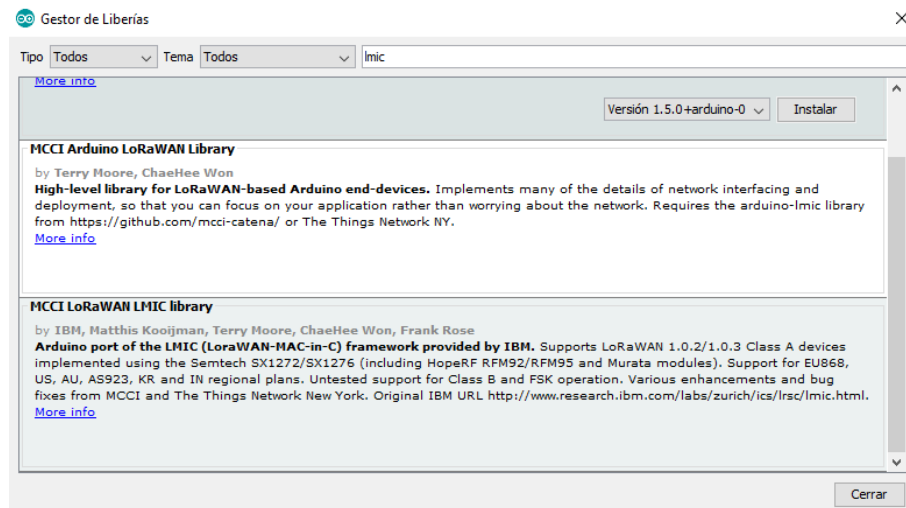 Gestor de Liberías
Tipo Todos Tema Todos lmic
More info
Versión 1.5.0+arduino-0 Instalar
MCCI Arduino LoRaWAN Library
by Terry Moore, ChaeHee Won
High-level library for LoRaWAN-based Arduino end-devices. Implements many of the details of network interfacing and
deployment, so that you can focus on your application rather than worrying about the network. Requires the arduino-lmic library
from https://github.com/mcci-catena/ or The Things Network NY.
More info
MCCI LoRaWAN LMIC library
by IBM, Matthis Kooijman, Terry Moore, ChaeHee Won, Frank Rose
Arduino port of the LMIC (LoraWAN-MAC-in-C) framework provided by IBM. Supports LoRaWAN 1.0.2/1.0.3 Class A devices
implemented using the Semtech SX1272/SX1276 (including HopeRF RFM92/RFM95 and Murata modules). Support for EU868,
US, AU, AS923, KR and IN regional plans. Untested support for Class B and FSK operation. Various enhancements and bug
fixes from MCCI and The Things Network New York. Original IBM URL http://www.research.ibm.com/labs/zurich/ics/lrsc/lmic.html.
More info
Cerrar